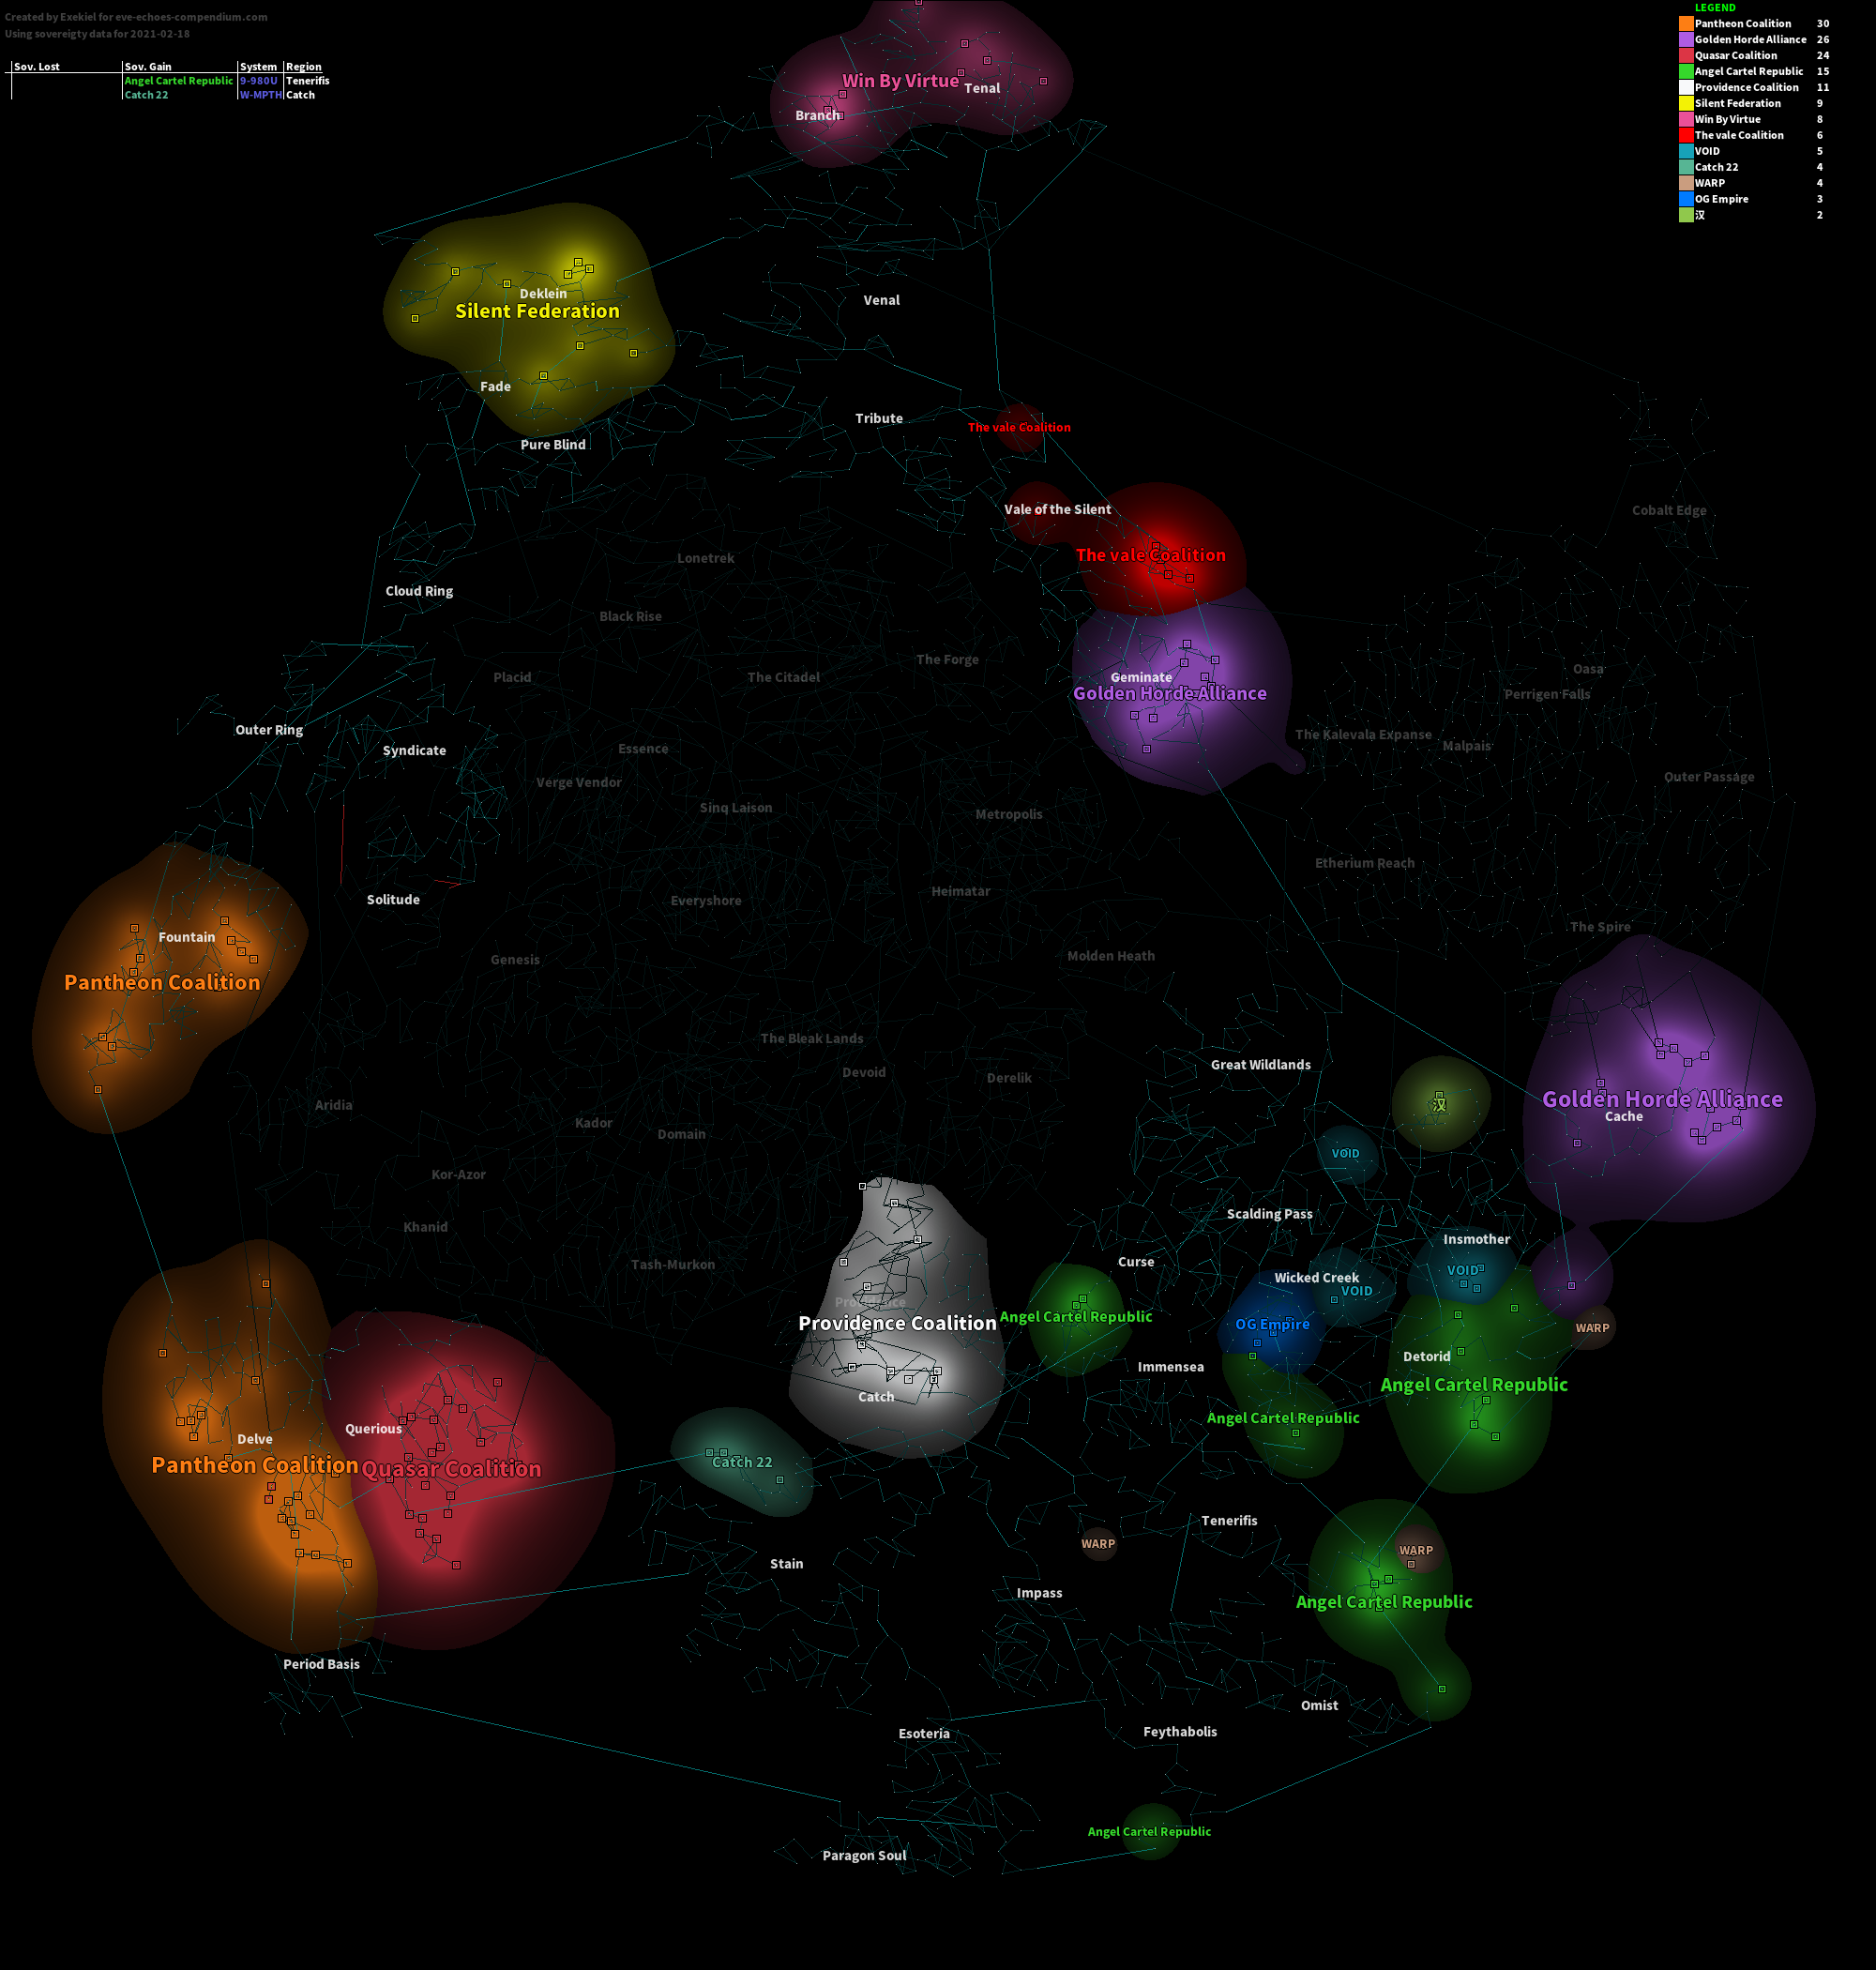 Created by Exekiel for eve-echoes-compendium.com
Using sovereigty data for 2021-02-18
Sov. Lost Sov. Gain System Region
Angel Cartel Republic 9-980U Tenerifis
Catch 22 W-MPTH Catch
LEGEND
Pantheon Coalition 30
Golden Horde Alliance 26
Quasar Coalition 24
Angel Cartel Republic 15
Providence Coalition 11
Silent Federation 9
Win By Virtue 8
The vale Coalition 6
VOID 5
Catch 22 4
WARP 4
OG Empire 3
汉 2
Win By Virtue
Tenal
Branch
Deklein
Silent Federation
Venal
Fade
Tribute
The vale Coalition
Pure Blind
Vale of the Silent
Cobalt Edge
The vale Coalition
Lonetrek
Cloud Ring
Black Rise
The Forge
Oasa
Placid
The Citadel
Geminate
Golden Horde Alliance
Perrigen Falls
Outer Ring
The Kalevala Expanse
Malpais
Syndicate
Essence
Outer Passage
Verge Vendor
Sinq Laison
Metropolis
Etherium Reach
Heimatar
Solitude
Everyshore
The Spire
Fountain
Molden Heath
Genesis
Pantheon Coalition
The Bleak Lands
Great Wildlands
Devoid
Derelik
Golden Horde Alliance
Aridia
汉
Cache
Kador
Domain
VOID
Kor-Azor
Scalding Pass
Khanid
Insmother
Tash-Murkon
Curse
VOID
Wicked Creek
VOID
Providence
Angel Cartel Republic
Providence Coalition
OG Empire
WARP
Detorid
Immensea
Angel Cartel Republic
Catch
Angel Cartel Republic
Querious
Delve
Catch 22
Pantheon Coalition
Quasar Coalition
Tenerifis
WARP
WARP
Stain
Impass
Angel Cartel Republic
Period Basis
Omist
Esoteria
Feythabolis
Angel Cartel Republic
Paragon Soul